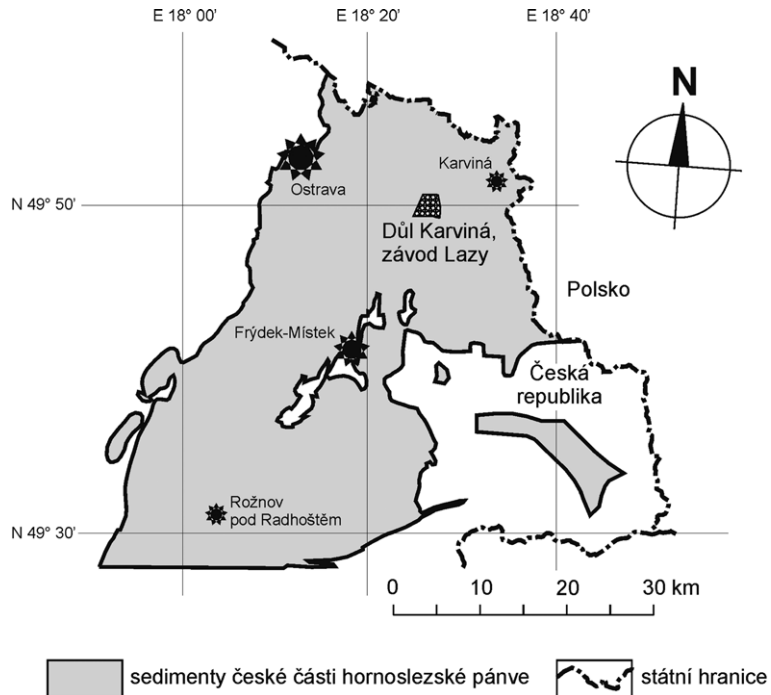 E 18° 00'
E 18° 20'
E 18° 40'
N
Karviná
Ostrava
N 49° 50'
Důl Karviná,
závod Lazy
Polsko
Frýdek-Místek
Česká
republika
Rožnov
pod Radhoštěm
N 49° 30'
0 10 20 30 km
sedimenty české části hornoslezské pánve
státní hranice